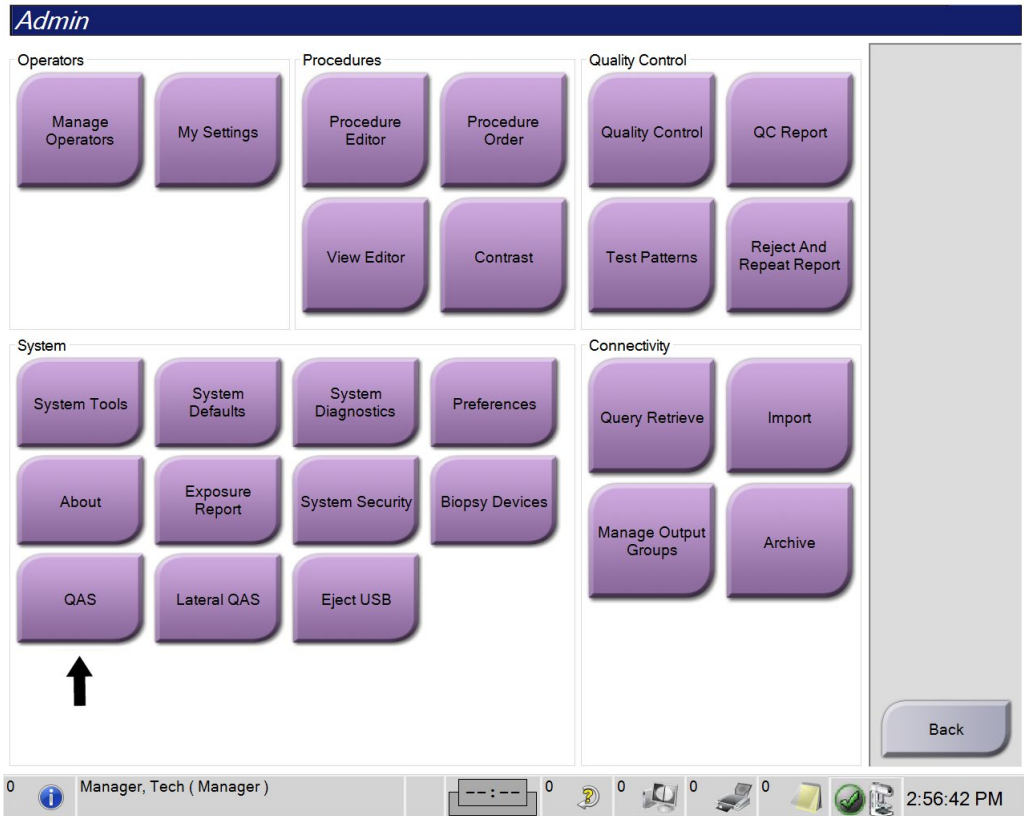 Admin
Operators
Manage
Operators
My Settings
Procedures
Procedure
Editor
Procedure
Order
View Editor
Contrast
Quality Control
Quality Control
QC Report
Test Patterns
Reject And
Repeat Report
System
System Tools
System
Defaults
System
Diagnostics
Preferences
About
Exposure
Report
System Security
Biopsy Devices
QAS
Lateral QAS
Eject USB
Connectivity
Query Retrieve
Import
Manage Output
Groups
Archive
Back
0
Manager, Tech ( Manager )
--:--
0
0
0
0
2:56:42 PM